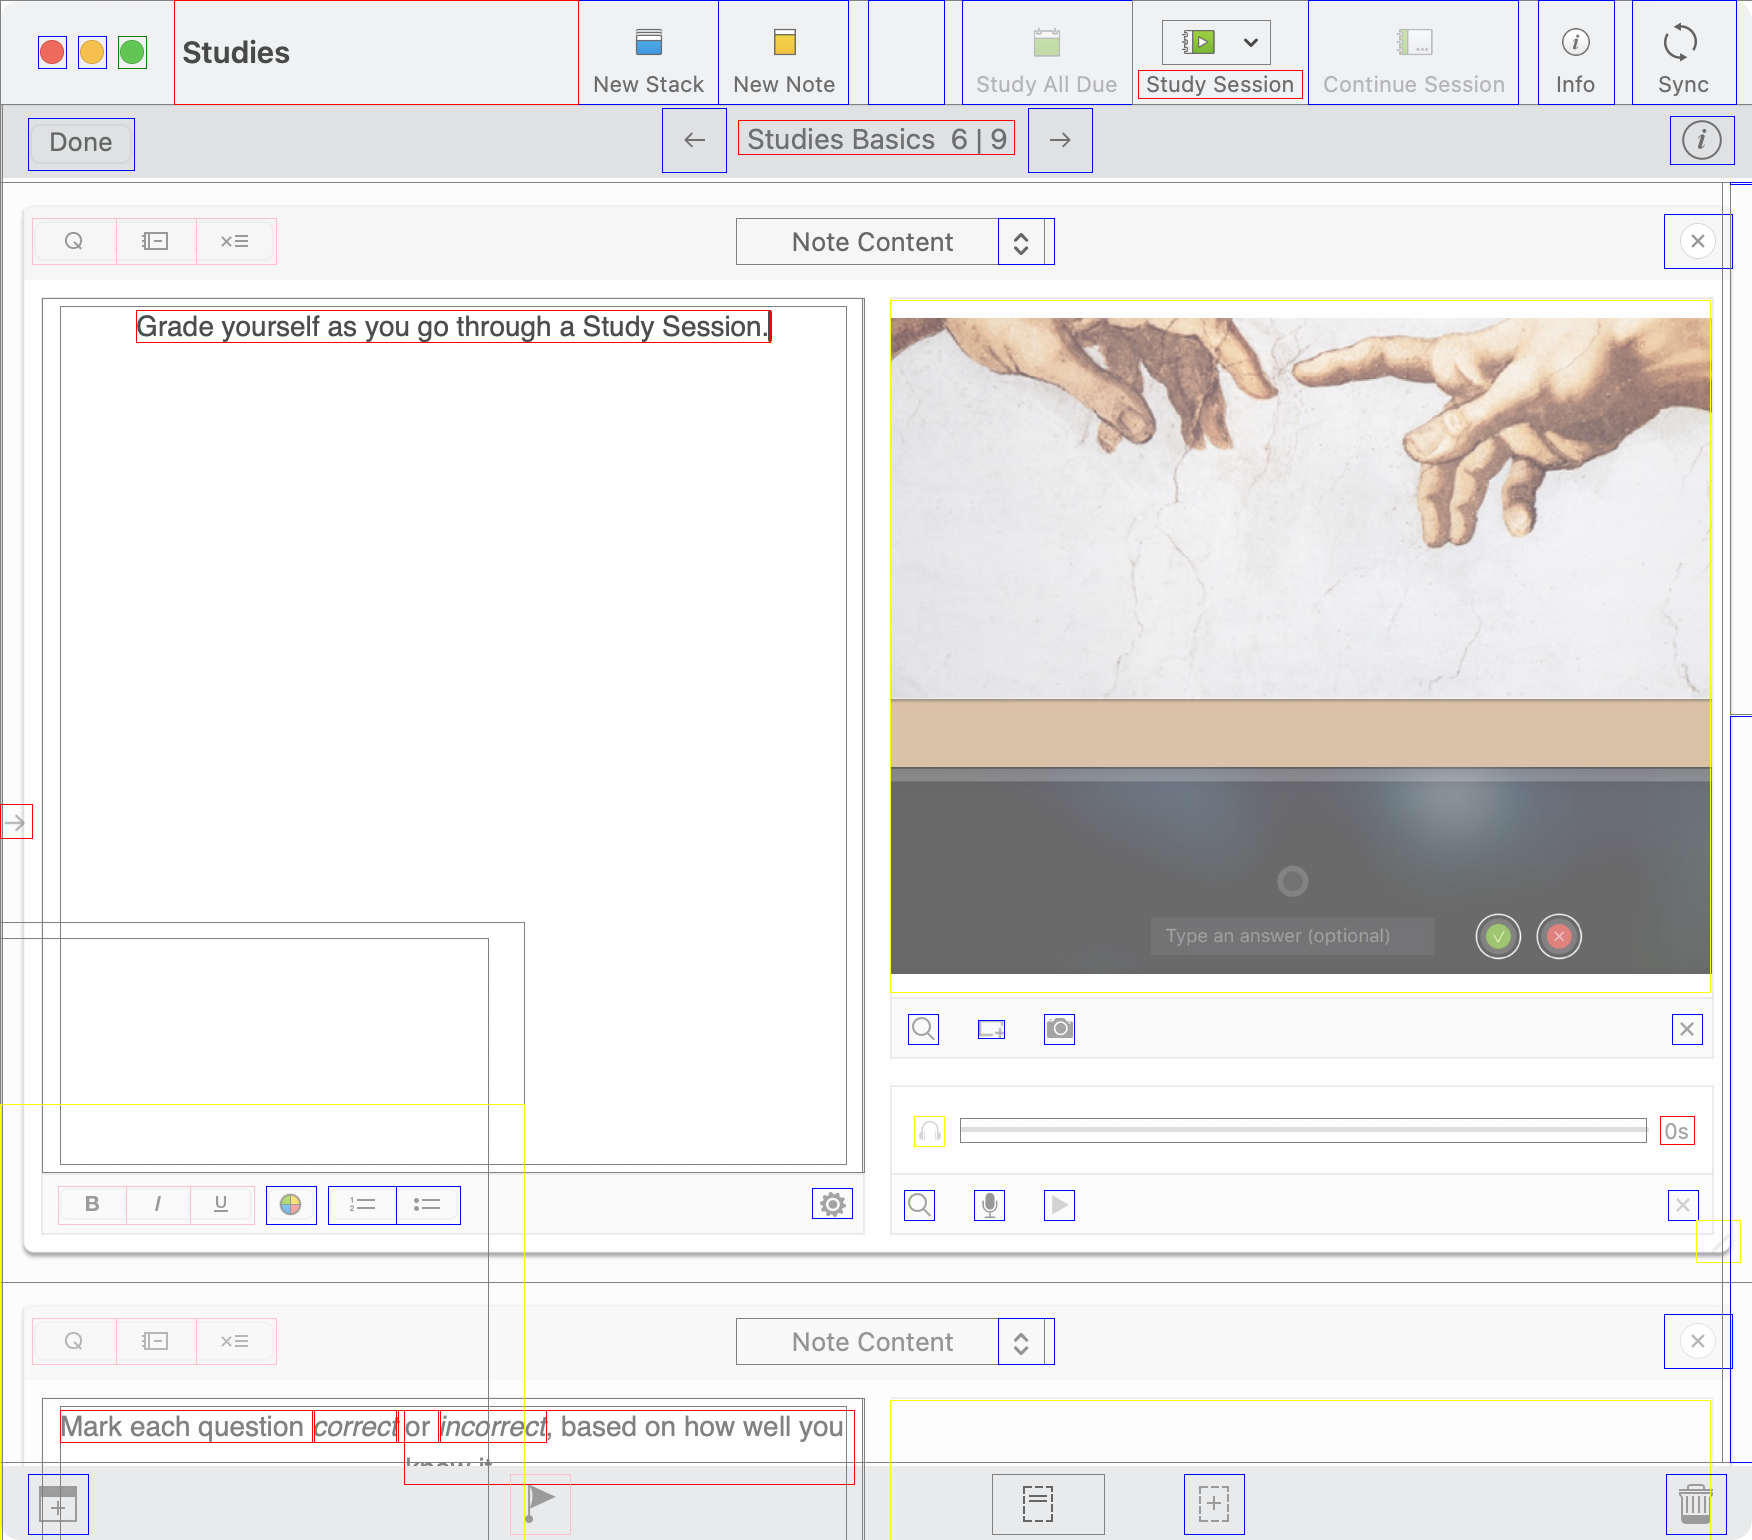 Studies
New Stack
New Note
Study All Due
Study Session
Continue Session
Info
Sync
Done
Studies Basics 6 | 9
Note Content
Grade yourself as you go through a Study Session.
Type an answer (optional)
0s
B I U
Note Content
Mark each question correct or incorrect, based on how well you
know it